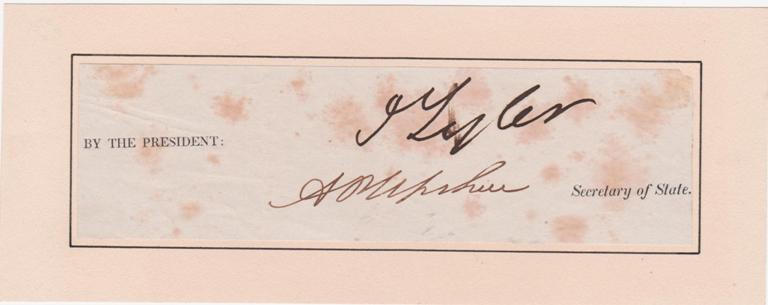 J Tyler
BY THE PRESIDENT:
A P Upshur
Secretary of State.